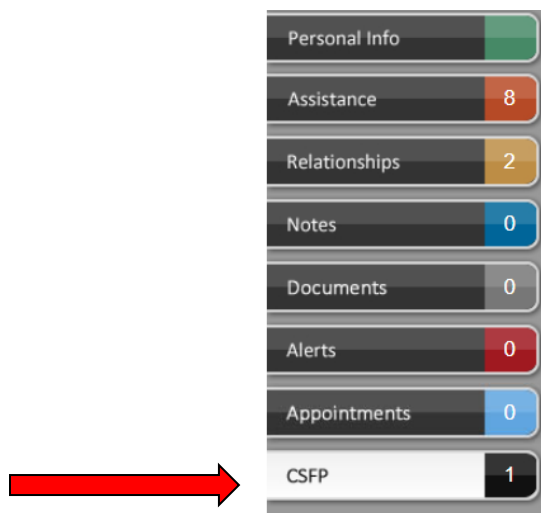 Personal Info
Assistance 8
Relationships 2
Notes 0
Documents 0
Alerts 0
Appointments 0
CSFP 1